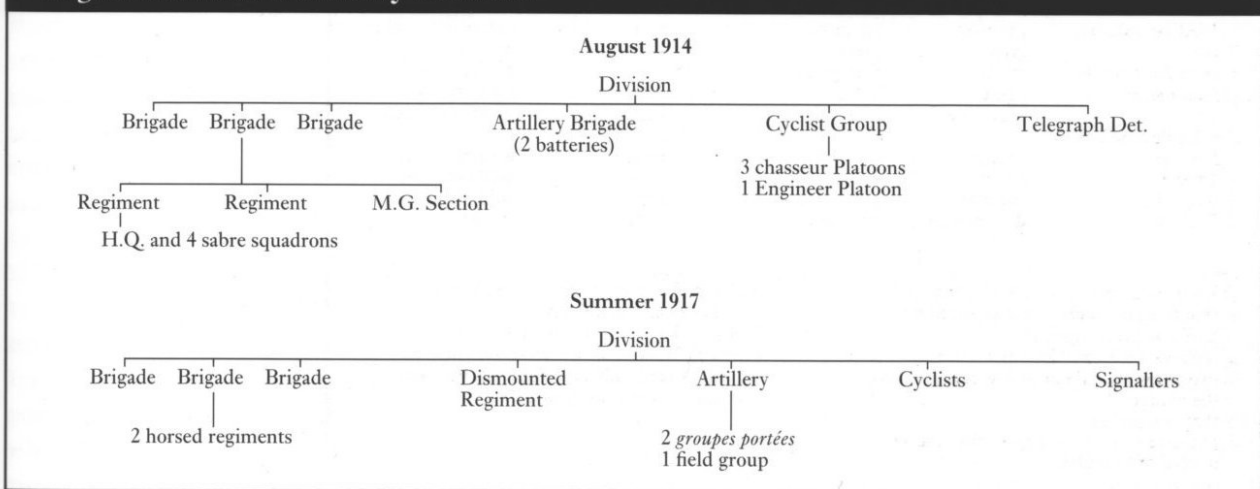 August 1914
Division
Brigade Brigade Brigade Artillery Brigade Cyclist Group Telegraph Det.
(2 batteries)
3 chasseur Platoons
1 Engineer Platoon
Regiment Regiment M.G. Section
H.Q. and 4 sabre squadrons
Summer 1917
Division
Brigade Brigade Brigade Dismounted Artillery Cyclists Signallers
Regiment
2 horsed regiments 2 groupes portées
1 field group